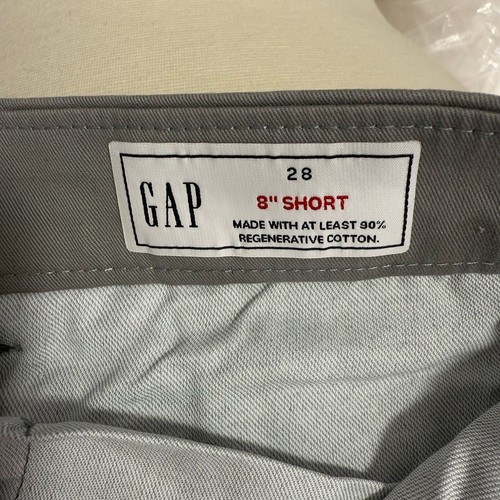 GAP
28
8" SHORT
MADE WITH AT LEAST 90%
REGENERATIVE COTTON.